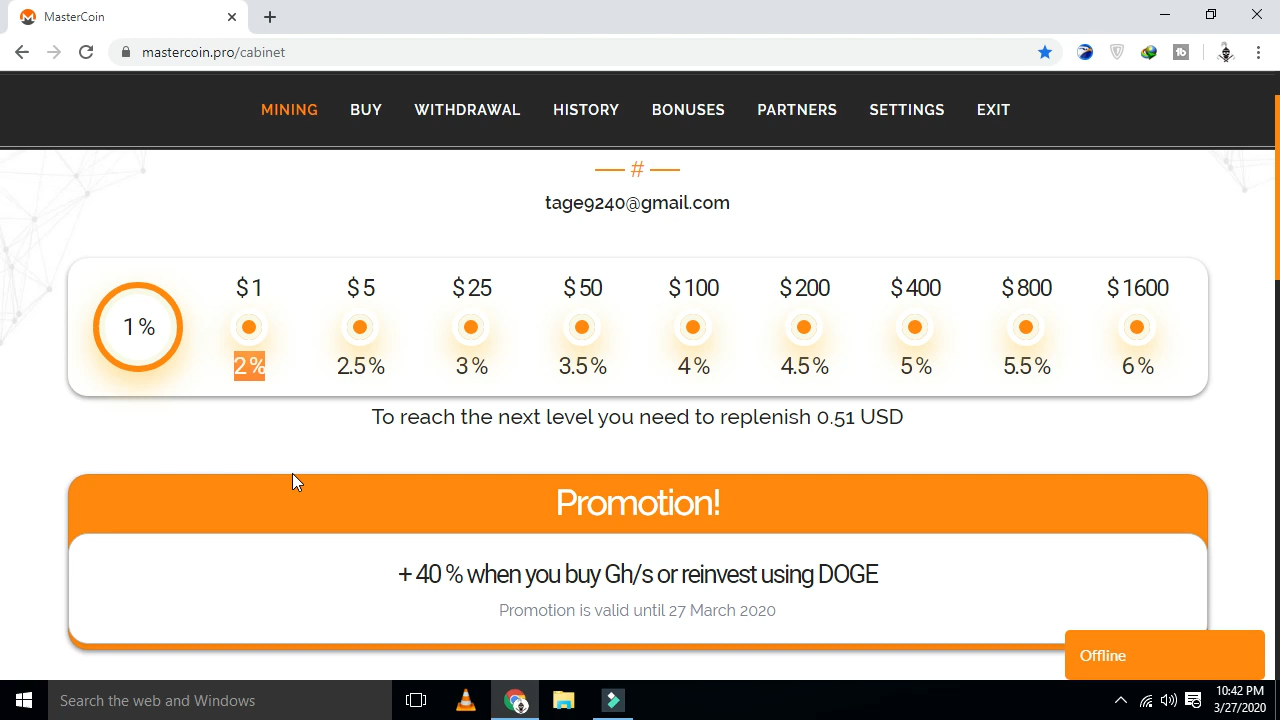 MasterCoin
mastercoin.pro/cabinet
MINING BUY WITHDRAWAL HISTORY BONUSES PARTNERS SETTINGS EXIT
#
tage9240@gmail.com
$1 $5 $25 $50 $100 $200 $400 $800 $1600
1%
2% 2.5% 3% 3.5% 4% 4.5% 5% 5.5% 6%
To reach the next level you need to replenish 0.51 USD
Promotion!
+ 40 % when you buy Gh/s or reinvest using DOGE
Promotion is valid until 27 March 2020
Offline
Search the web and Windows
10:42 PM
3/27/2020